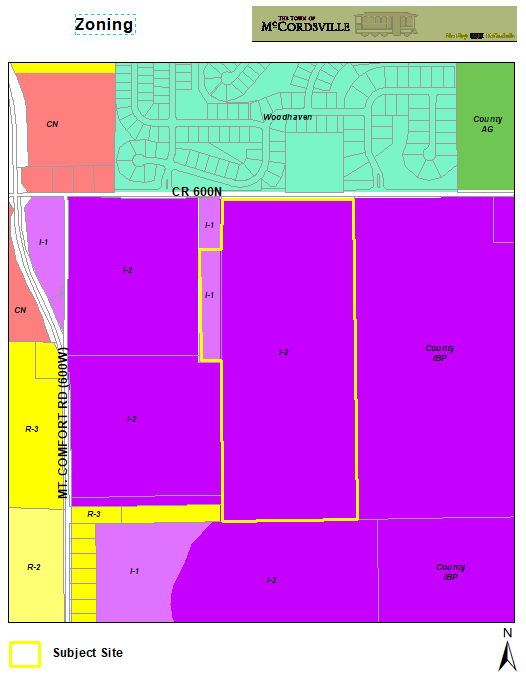 Zoning
THE TOWN OF
MCCORDSVILLE
CN
Woodhaven
County
AG
CR 600N
I-1
I-1
I-2
I-1
CN
I-2
County
IBP
MT. COMFORT RD (600W)
I-2
R-3
R-3
R-2
I-1
I-2
County
IBP
Subject Site
N